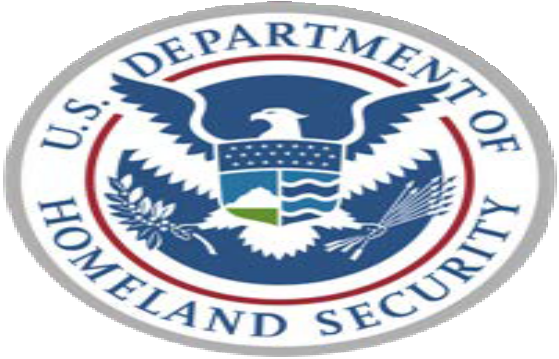 U.S. DEPARTMENT OF
HOMELAND SECURITY